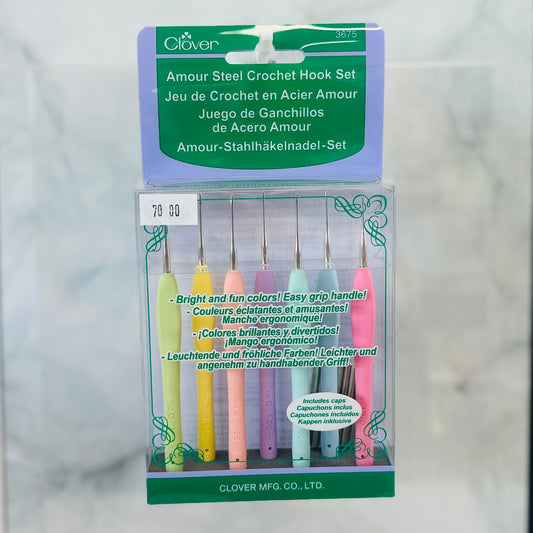 Clover
3675
Amour Steel Crochet Hook Set
Jeu de Crochet en Acier Amour
Juego de Ganchillos
de Acero Amour
Amour-Stahlhäkelnadel-Set
70 00
- Bright and fun colors! Easy grip handle!
- Couleurs éclatantes et amusantes!
Manche ergonomique!
- ¡Colores brillantes y divertidos!
¡Mango ergonómico!
- Leuchtende und fröhliche Farben! Leichter und
angenehm zu handhabender Griff!
Includes caps
Capuchons inclus
Capuchones incluidos
Kappen inklusive
CLOVER MFG. CO., LTD.